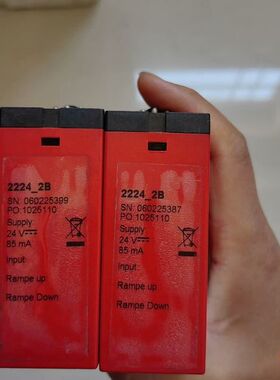 2224_2B
SN: 060225399
PO 1025110
Supply:
24 V
85 mA
Input:
Rampe up
Rampe Down
2224_2B
SN: 060225387
PO 1025110
Supply:
24 V
85 mA
Input:
Rampe up
Rampe Down